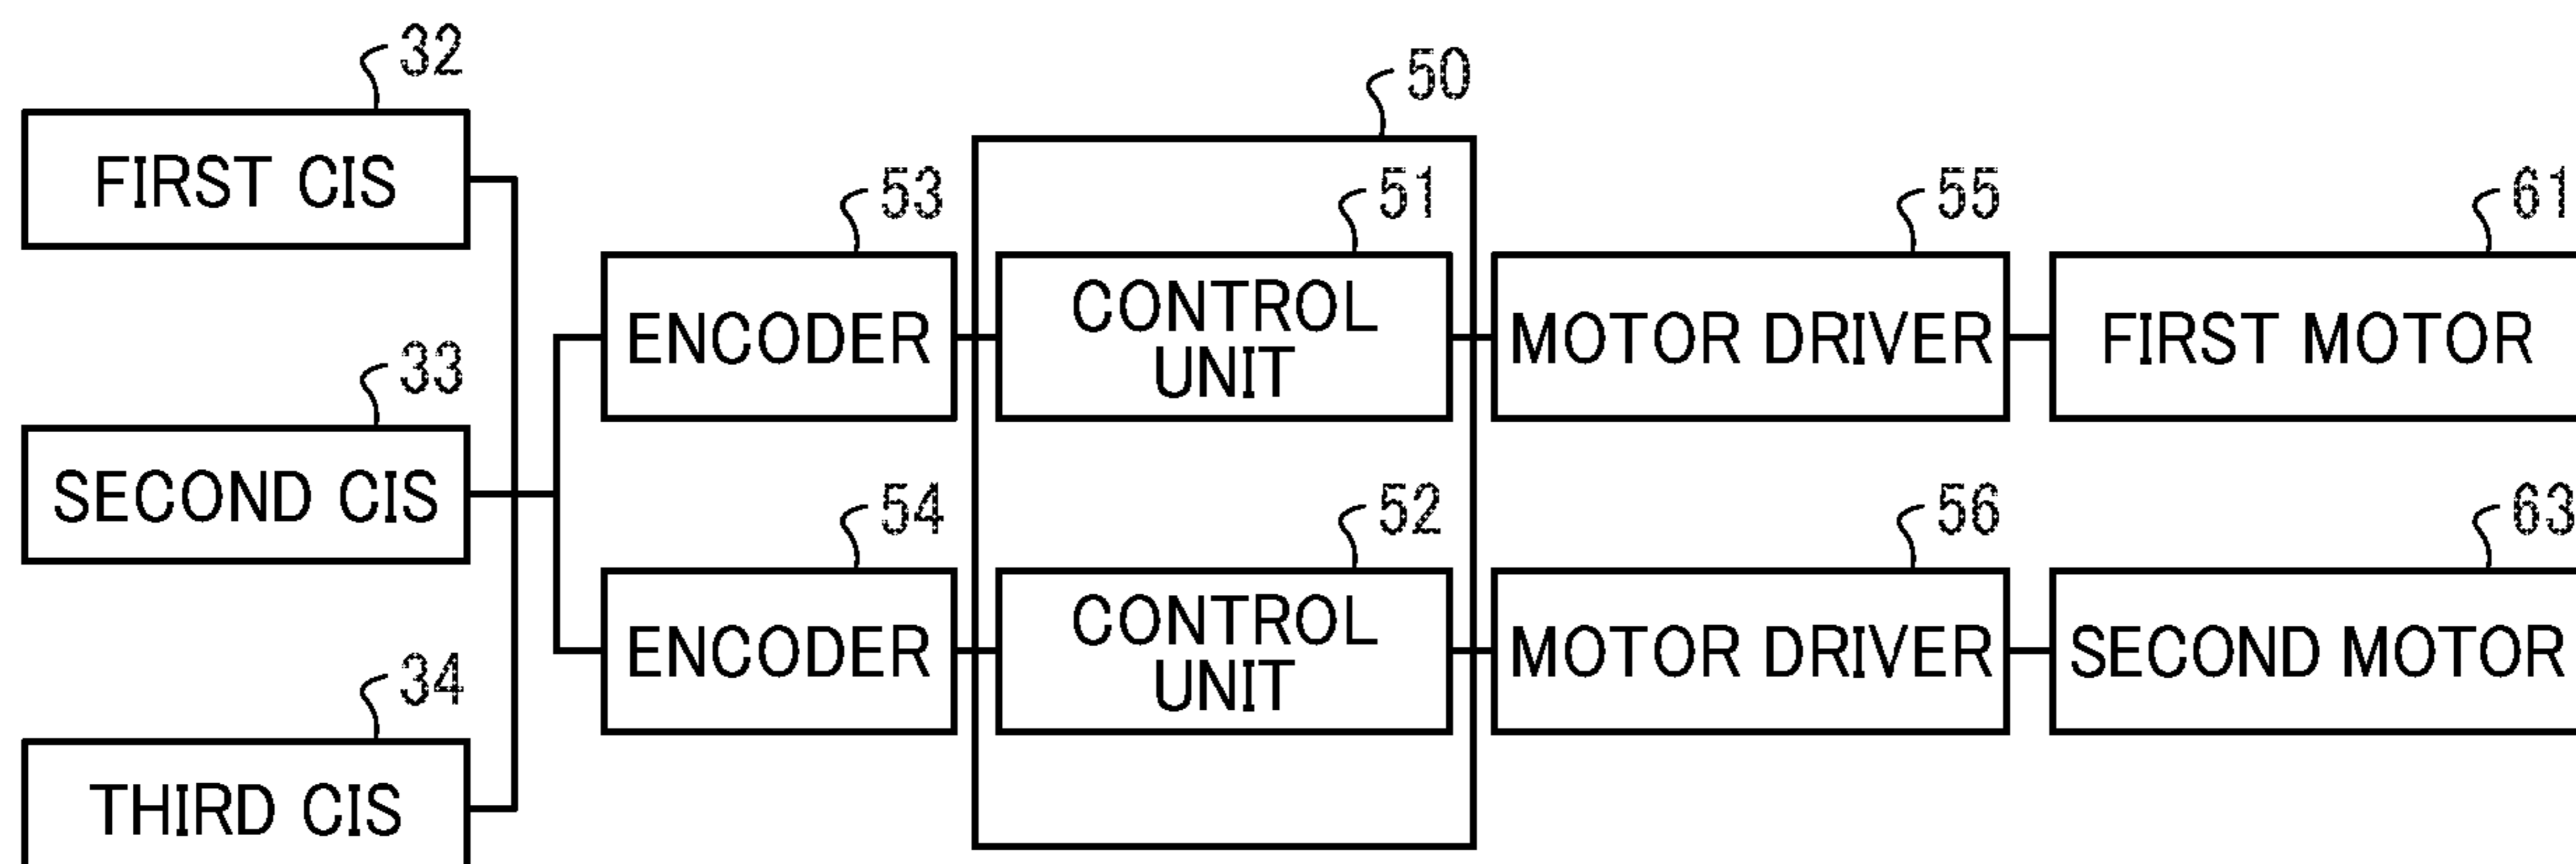 32
FIRST CIS
50
53
51
55
61
ENCODER
CONTROL
UNIT
MOTOR DRIVER
FIRST MOTOR
33
SECOND CIS
54
52
56
63
ENCODER
CONTROL
UNIT
MOTOR DRIVER
SECOND MOTOR
34
THIRD CIS